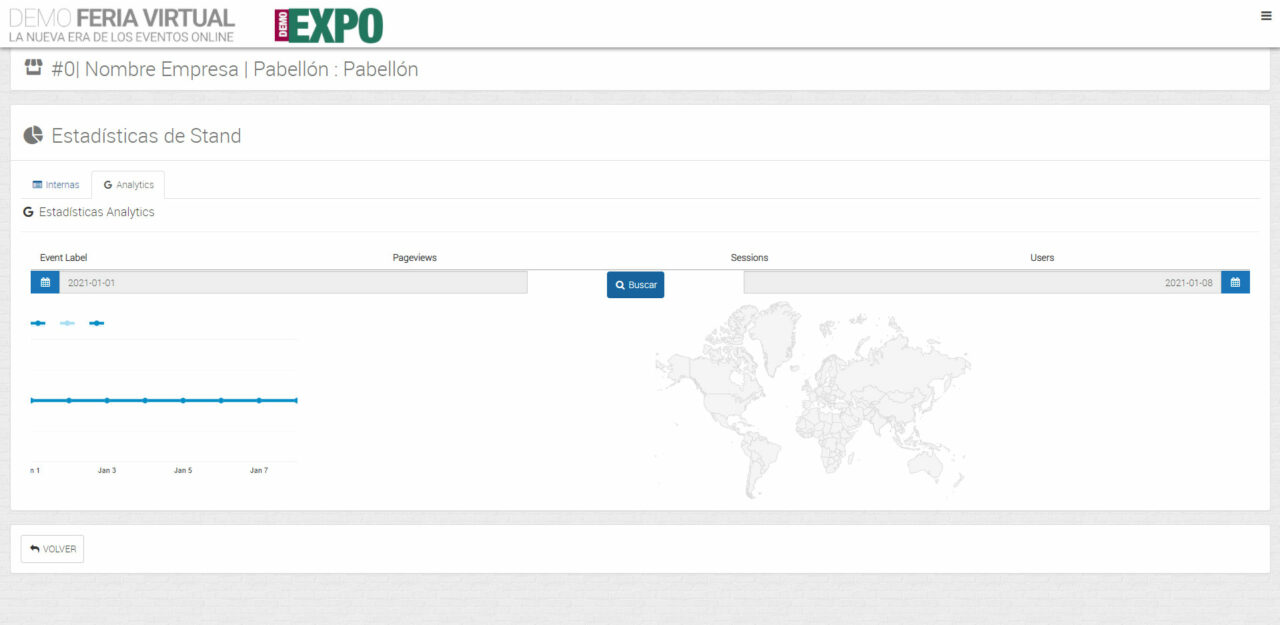 DEMO FERIA VIRTUAL
LA NUEVA ERA DE LOS EVENTOS ONLINE
DEMO EXPO
#0| Nombre Empresa | Pabellón : Pabellón
Estadísticas de Stand
Internas
Analytics
Estadísticas Analytics
Event Label Pageviews Sessions Users
2021-01-01
Buscar
2021-01-08
n 1 Jan 3 Jan 5 Jan 7
VOLVER